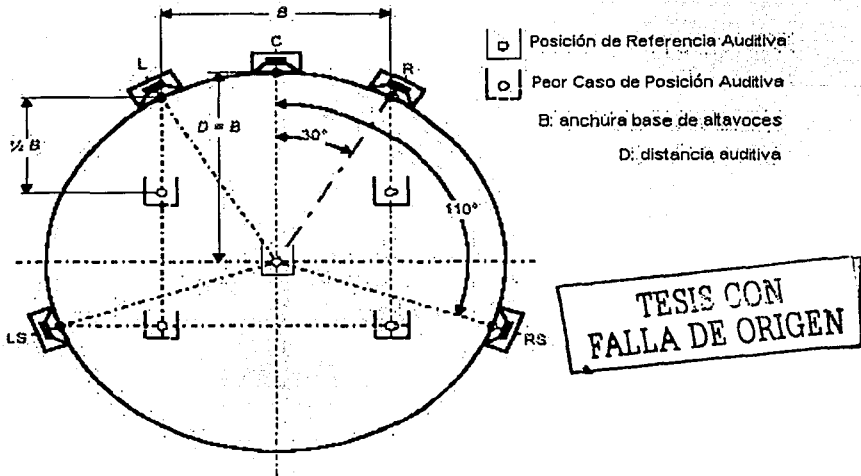 B
C
L
R
½ B
D = B
30°
110°
LS
RS
Posición de Referencia Auditiva
Peor Caso de Posición Auditiva
B: anchura base de altavoces
D: distancia auditiva
TESIS CON
FALLA DE ORIGEN